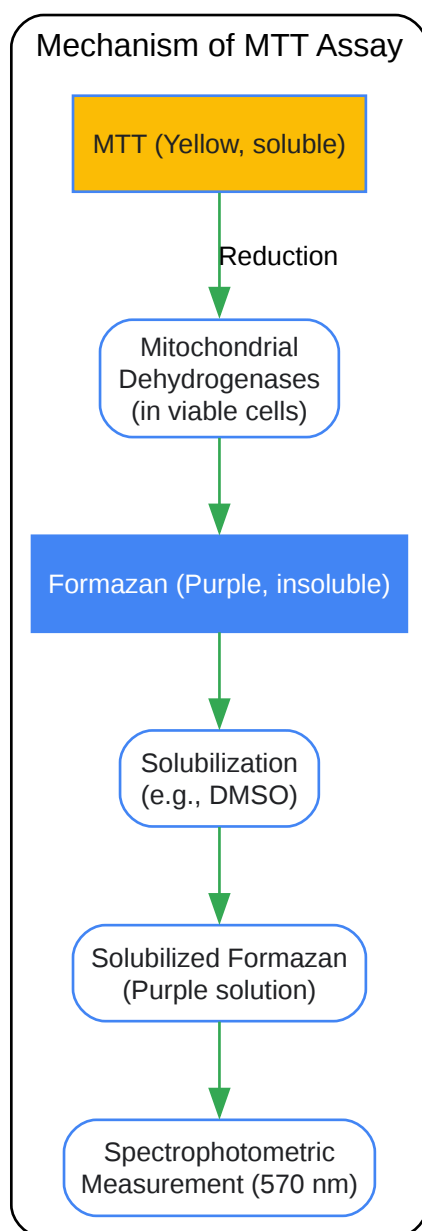 Mechanism of MTT Assay
MTT (Yellow, soluble)
Reduction
Mitochondrial
Dehydrogenases
(in viable cells)
Formazan (Purple, insoluble)
Solubilization
(e.g., DMSO)
Solubilized Formazan
(Purple solution)
Spectrophotometric
Measurement (570 nm)